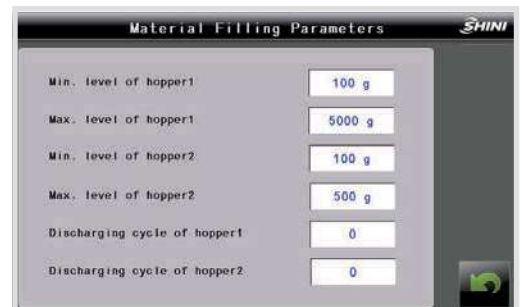 Material Filling Parameters
SHINI
Min. level of hopper1 100 g
Max. level of hopper1 5000 g
Min. level of hopper2 100 g
Max. level of hopper2 500 g
Discharging cycle of hopper1 0
Discharging cycle of hopper2 0